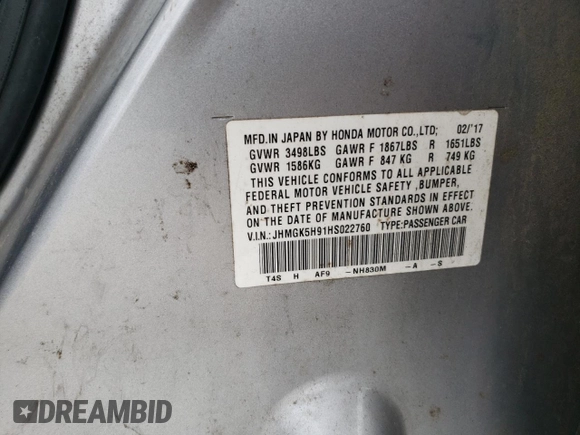 MFD.IN JAPAN BY HONDA MOTOR CO.,LTD; 02/'17
GVWR 3498LBS GAWR F 1867LBS R 1651LBS
GVWR 1586KG GAWR F 847 KG R 749 KG
THIS VEHICLE CONFORMS TO ALL APPLICABLE
FEDERAL MOTOR VEHICLE SAFETY ,BUMPER,
AND THEFT PREVENTION STANDARDS IN EFFECT
ON THE DATE OF MANUFACTURE SHOWN ABOVE.
V.I.N.: JHMGK5H91HS022760 TYPE:PASSENGER CAR
T4S H AF9 -NH830M -A -S
DREAMBID